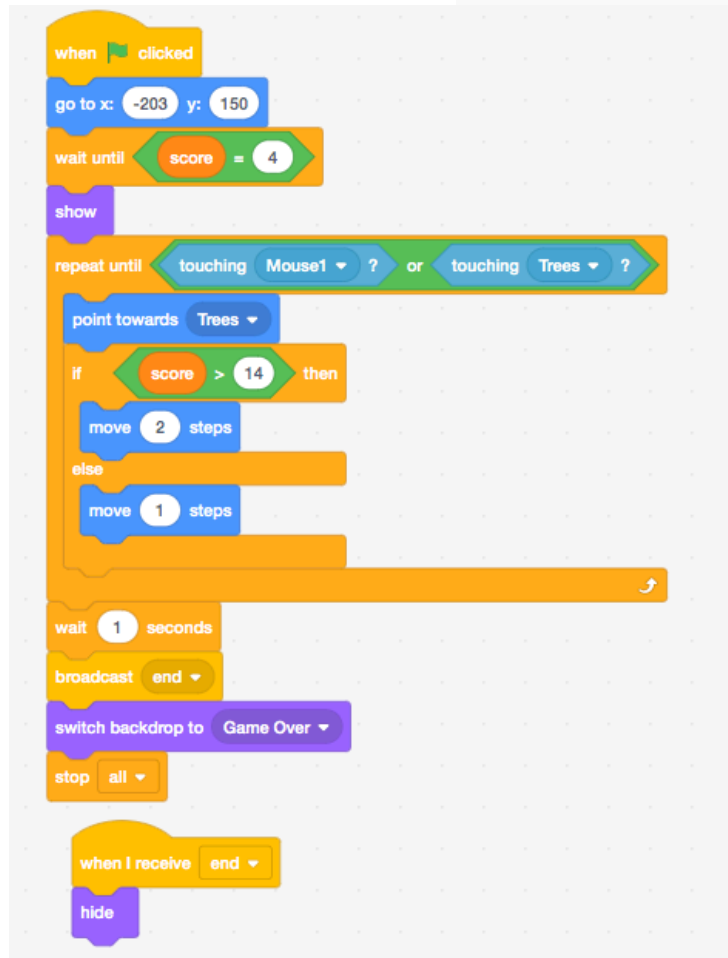 when clicked
go to x: -203 y: 150
wait until score = 4
show
repeat until touching Mouse1 ? or touching Trees ?
point towards Trees
if score > 14 then
move 2 steps
else
move 1 steps
wait 1 seconds
broadcast end
switch backdrop to Game Over
stop all
when I receive end
hide